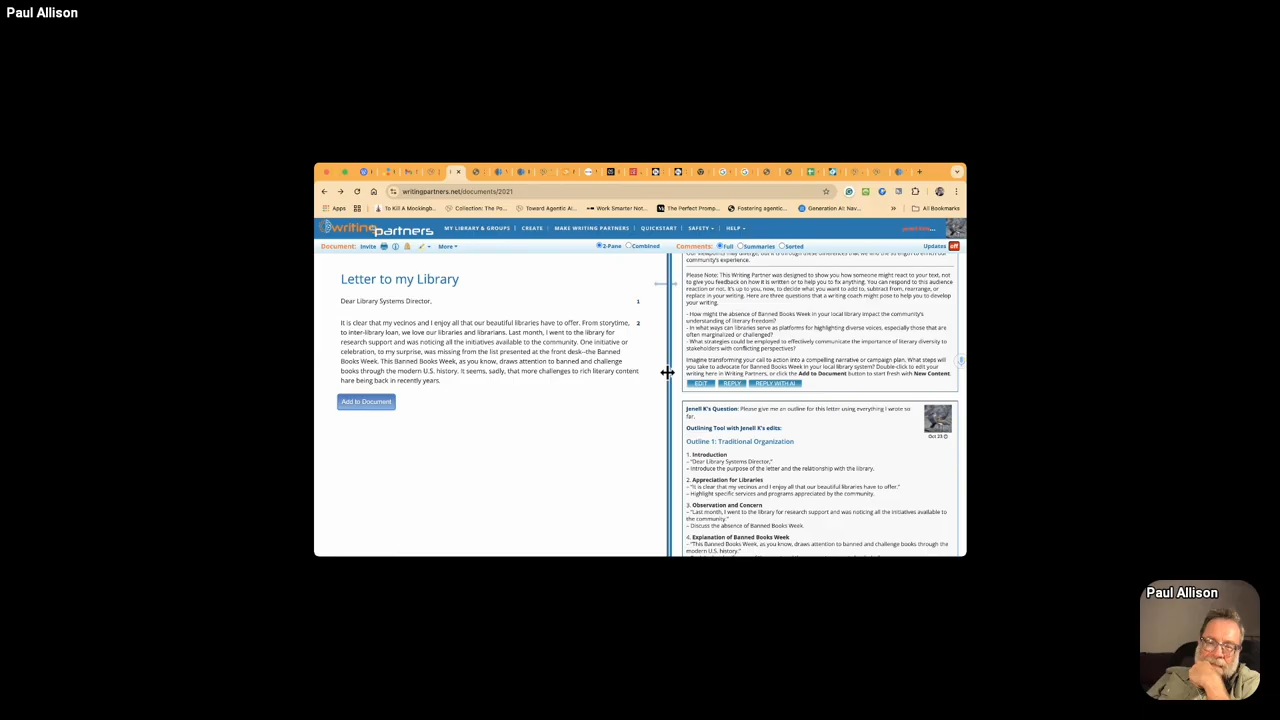 Paul Allison
writingpartners.net/documents/2021
Apps
To Kill A Mockingb...
Collection: The Po...
Toward Agentic AI...
Work Smarter Not...
The Perfect Promp...
Fostering agentic...
Generation AI: Nav...
All Bookmarks
writing partners
MY LIBRARY & GROUPS
CREATE
MAKE WRITING PARTNERS
QUICKSTART
SAFETY
HELP
Document:
Invite
More
2-Pane
Combined
Comments:
Full
Summaries
Sorted
Updates
off
Letter to my Library
Dear Library Systems Director,
1
It is clear that my vecinos and I enjoy all that our beautiful libraries have to offer. From storytime,
2
to inter-library loan, we love our libraries and librarians. Last month, I went to the library for
research support and was noticing all the initiatives available to the community. One initiative or
celebration, to my surprise, was missing from the list presented at the front desk--the Banned
Books Week. This Banned Books Week, as you know, draws attention to banned and challenge
books through the modern U.S. history. It seems, sadly, that more challenges to rich literary content
hare being back in recently years.
Add to Document
community's experience.
Please Note: This Writing Partner was designed to show you how someone might react to your text, not
to give you feedback on how it is written or to help you to fix anything. You can respond to this audience
reaction or not. It's up to you, now, to decide what you want to add to, subtract from, rearrange, or
replace in your writing. Here are three questions that a writing coach might pose to help you to develop
your writing.
- How might the absence of Banned Books Week in your local library impact the community's
understanding of literary freedom?
- In what ways can libraries serve as platforms for highlighting diverse voices, especially those that are
often marginalized or challenged?
- What strategies could be employed to effectively communicate the importance of literary diversity to
stakeholders with conflicting perspectives?
Imagine transforming your call to action into a compelling narrative or campaign plan. What steps will
you take to advocate for Banned Books Week in your local library system? Double-click to edit your
writing here in Writing Partners, or click the Add to Document button to start fresh with New Content.
EDIT
REPLY
REPLY WITH AI
Jenell K's Question: Please give me an outline for this letter using everything I wrote so
far.
Oct 23
Outlining Tool with Jenell K's edits:
Outline 1: Traditional Organization
1. Introduction
– "Dear Library Systems Director,"
– Introduce the purpose of the letter and the relationship with the library.
2. Appreciation for Libraries
– "It is clear that my vecinos and I enjoy all that our beautiful libraries have to offer."
– Highlight specific services and programs appreciated by the community.
3. Observation and Concern
– "Last month, I went to the library for research support and was noticing all the initiatives available to
the community."
– Discuss the absence of Banned Books Week.
4. Explanation of Banned Books Week
– "This Banned Books Week, as you know, draws attention to banned and challenge books through the
modern U.S. history."
Paul Allison